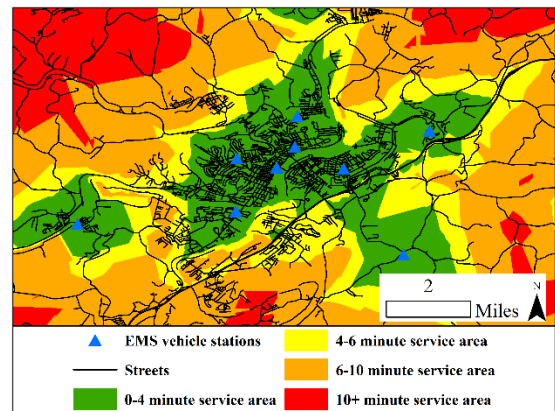 N
2
Miles
EMS vehicle stations
4-6 minute service area
Streets
6-10 minute service area
0-4 minute service area
10+ minute service area